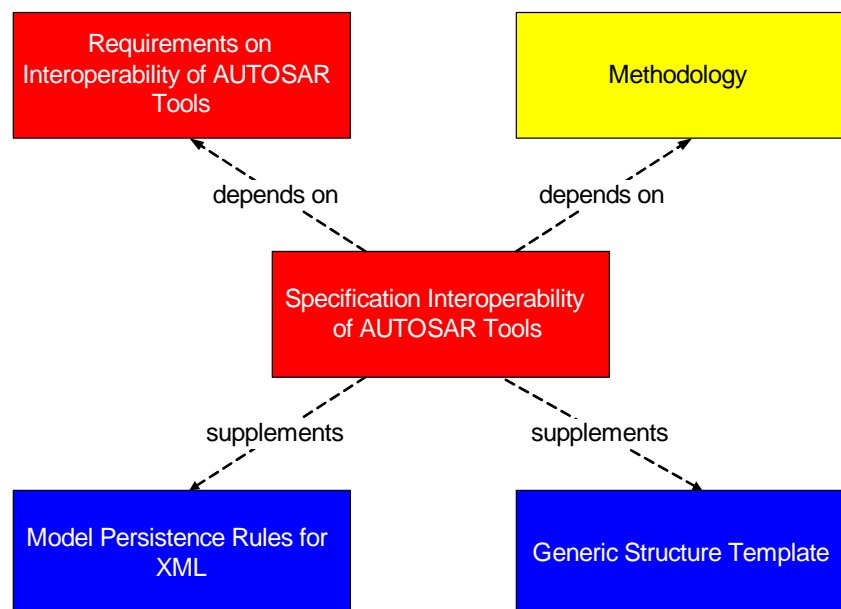 Requirements on
Interoperability of AUTOSAR
Tools
Methodology
depends on
depends on
Specification Interoperability
of AUTOSAR Tools
supplements
supplements
Model Persistence Rules for
XML
Generic Structure Template